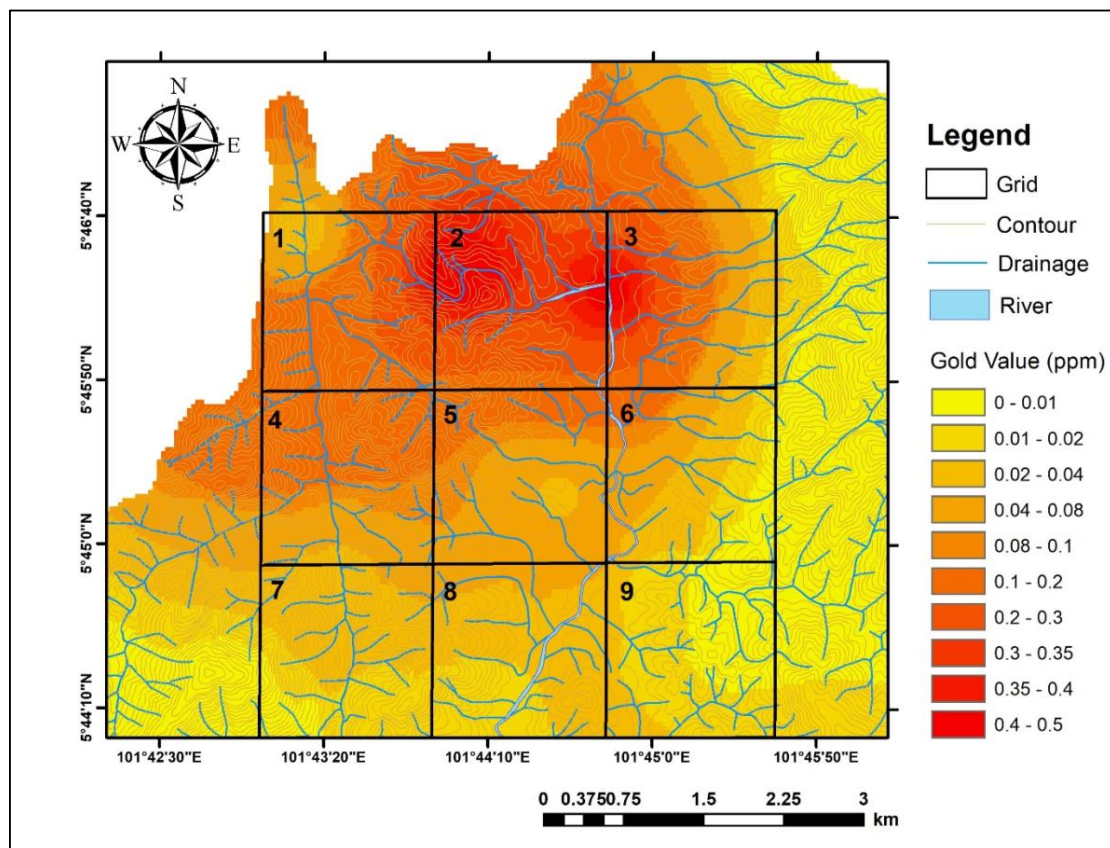 N
W E
S
5°46'40"N
5°45'50"N
5°45'0"N
5°44'10"N
1 2 3
4 5 6
7 8 9
101°42'30"E 101°43'20"E 101°44'10"E 101°45'0"E 101°45'50"E
0 0.375 0.75 1.5 2.25 3
km
Legend
Grid
Contour
Drainage
River
Gold Value (ppm)
0 - 0.01
0.01 - 0.02
0.02 - 0.04
0.04 - 0.08
0.08 - 0.1
0.1 - 0.2
0.2 - 0.3
0.3 - 0.35
0.35 - 0.4
0.4 - 0.5